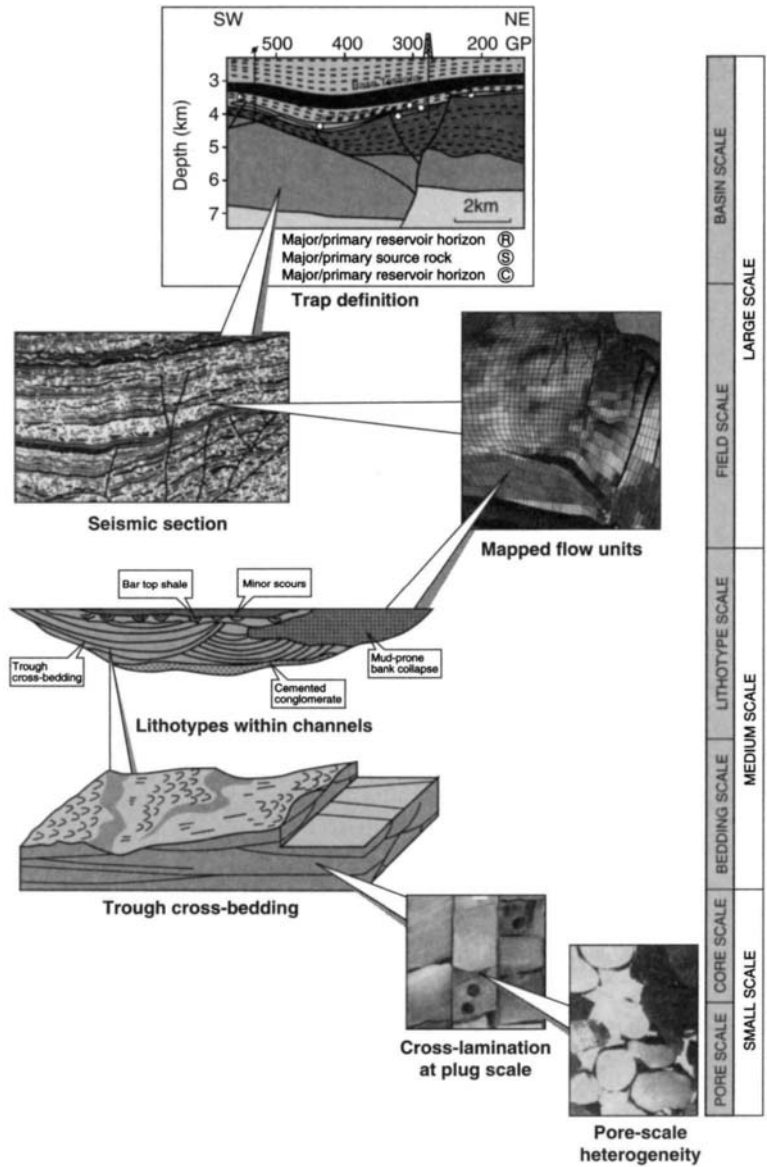 SW NE
500 400 300 200 GP
3
4
5
6
7
Depth (km)
2km
Major/primary reservoir horizon R
Major/primary source rock S
Major/primary reservoir horizon C
Trap definition
Seismic section
Mapped flow units
Bar top shale
Minor scours
Trough
cross-bedding
Mud-prone
bank collapse
Cemented
conglomerate
Lithotypes within channels
Trough cross-bedding
Cross-lamination
at plug scale
Pore-scale
heterogeneity
BASIN SCALE
FIELD SCALE
LITHOTYPE SCALE
BEDDING SCALE
CORE SCALE
PORE SCALE
LARGE SCALE
MEDIUM SCALE
SMALL SCALE